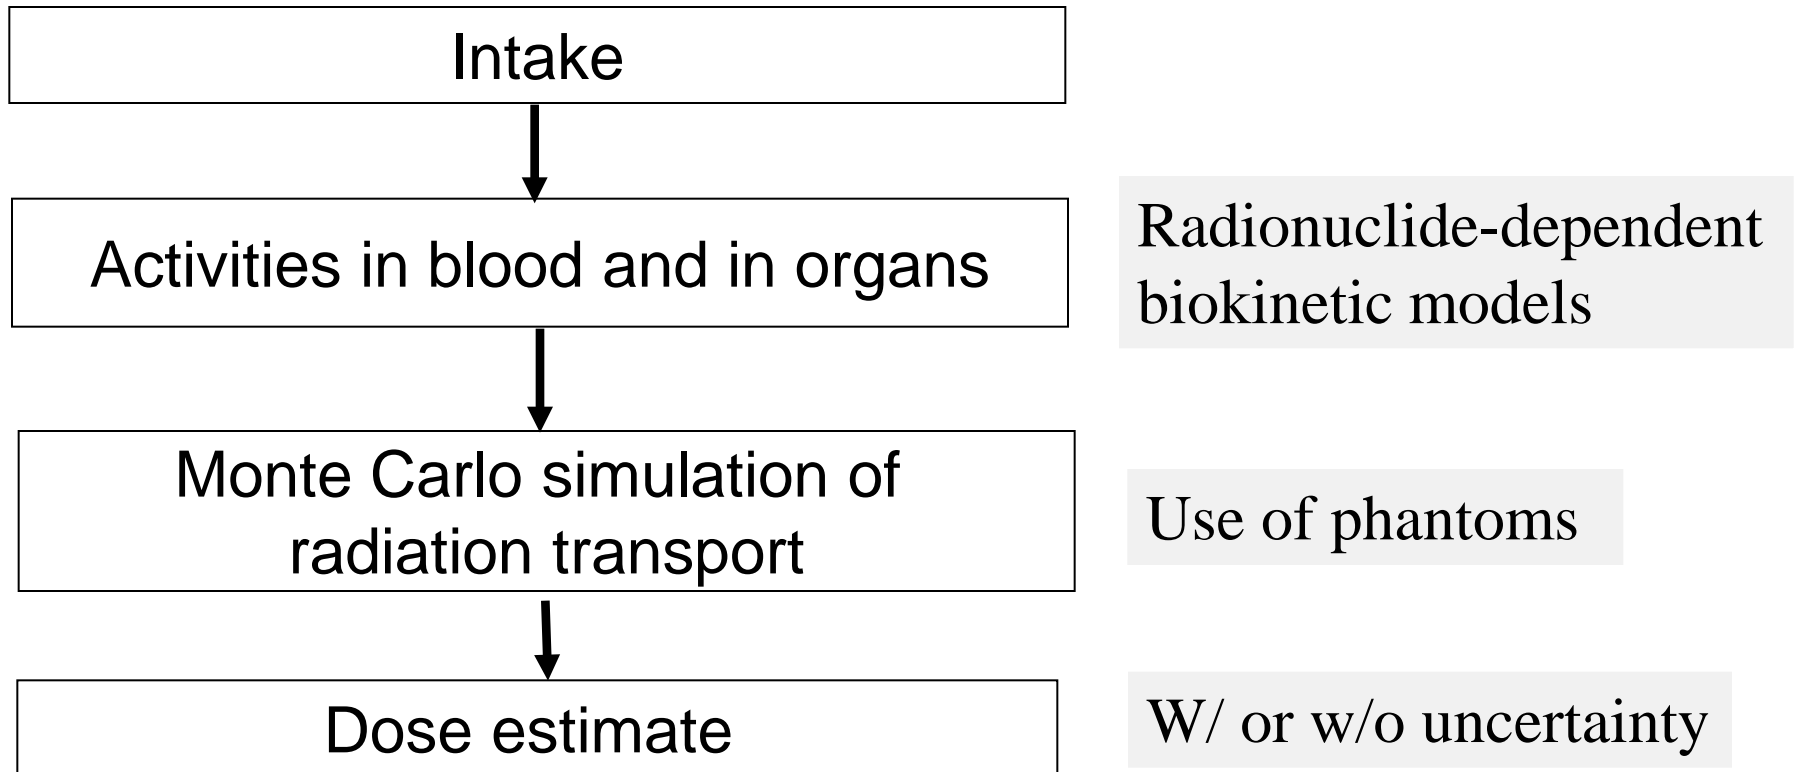 Intake
Activities in blood and in organs
Radionuclide-dependent
biokinetic models
Monte Carlo simulation of
radiation transport
Use of phantoms
Dose estimate
W/ or w/o uncertainty